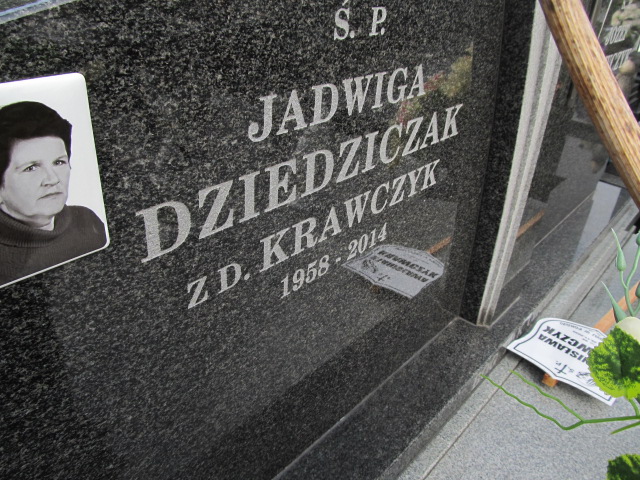 Ś. P.
JADWIGA
DZIEDZICZAK
Z D. KRAWCZYK
1958 - 2014